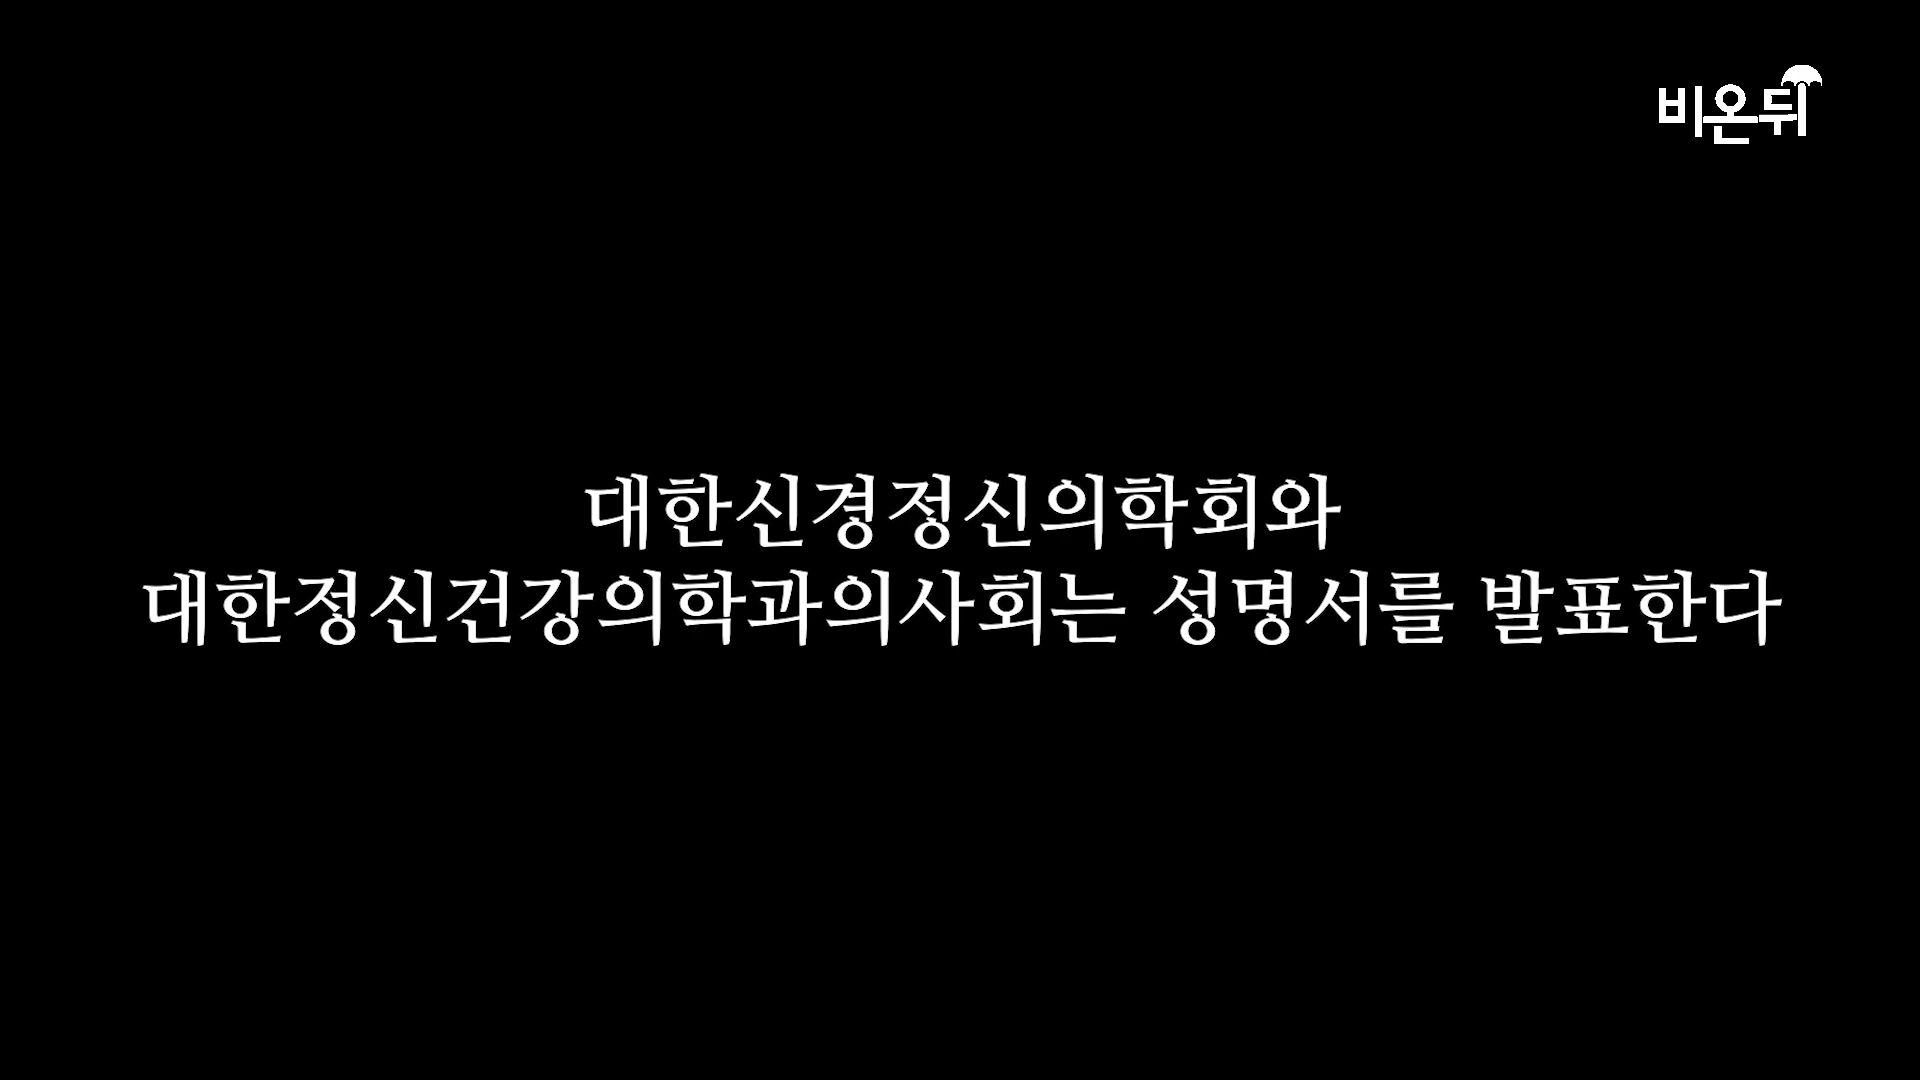 비온뒤
대한신경정신의학회와
대한정신건강의학과의사회는 성명서를 발표한다